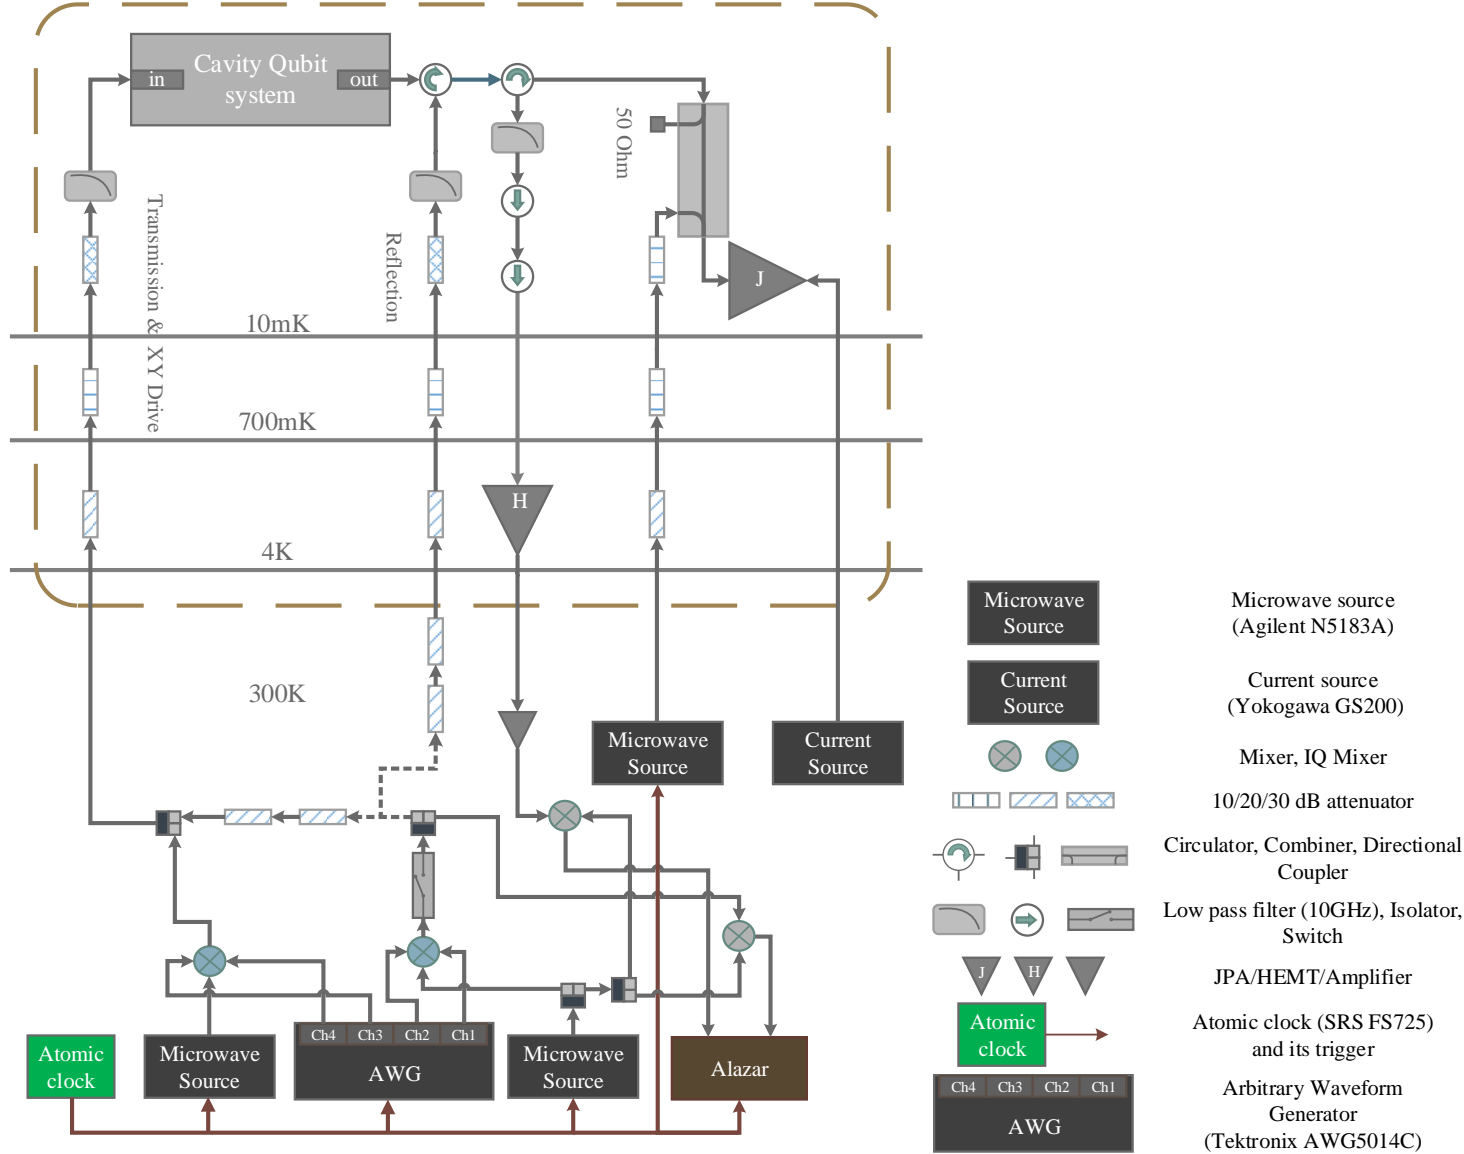 Cavity Qubit
system
in
out
50 Ohm
Transmission & XY Drive
Reflection
J
10mK
700mK
H
4K
300K
Microwave
Source
Current
Source
Ch4 Ch3 Ch2 Ch1
AWG
Atomic
clock
Microwave
Source
Microwave
Source
Alazar
Microwave
Source
Microwave source
(Agilent N5183A)
Current
Source
Current source
(Yokogawa GS200)
Mixer, IQ Mixer
10/20/30 dB attenuator
Circulator, Combiner, Directional
Coupler
Low pass filter (10GHz), Isolator,
Switch
J
H
JPA/HEMT/Amplifier
Atomic
clock
Atomic clock (SRS FS725)
and its trigger
Ch4 Ch3 Ch2 Ch1
AWG
Arbitrary Waveform
Generator
(Tektronix AWG5014C)